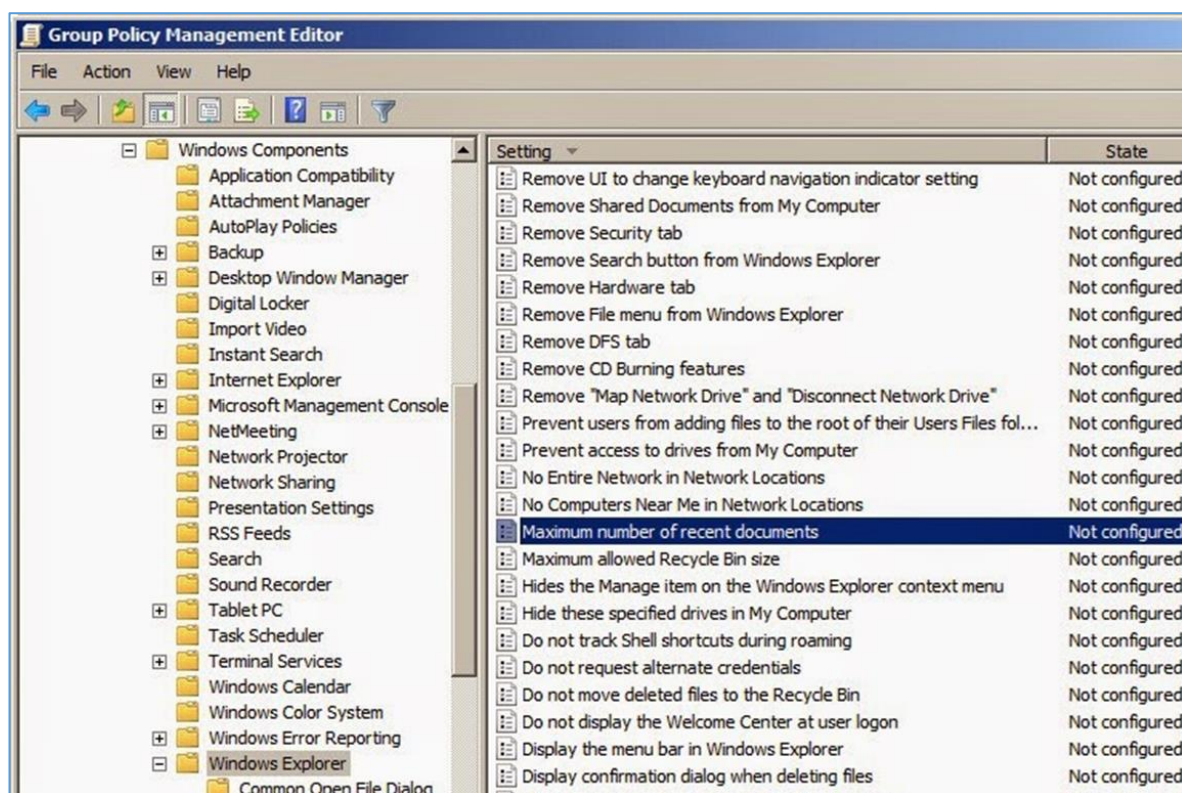 Group Policy Management Editor
File Action View Help
Windows Components
Application Compatibility
Attachment Manager
AutoPlay Policies
Backup
Desktop Window Manager
Digital Locker
Import Video
Instant Search
Internet Explorer
Microsoft Management Console
NetMeeting
Network Projector
Network Sharing
Presentation Settings
RSS Feeds
Search
Sound Recorder
Tablet PC
Task Scheduler
Terminal Services
Windows Calendar
Windows Color System
Windows Error Reporting
Windows Explorer
Common Open File Dialog
Setting State
Remove UI to change keyboard navigation indicator setting Not configured
Remove Shared Documents from My Computer Not configured
Remove Security tab Not configured
Remove Search button from Windows Explorer Not configured
Remove Hardware tab Not configured
Remove File menu from Windows Explorer Not configured
Remove DFS tab Not configured
Remove CD Burning features Not configured
Remove "Map Network Drive" and "Disconnect Network Drive" Not configured
Prevent users from adding files to the root of their Users Files fol... Not configured
Prevent access to drives from My Computer Not configured
No Entire Network in Network Locations Not configured
No Computers Near Me in Network Locations Not configured
Maximum number of recent documents Not configured
Maximum allowed Recycle Bin size Not configured
Hides the Manage item on the Windows Explorer context menu Not configured
Hide these specified drives in My Computer Not configured
Do not track Shell shortcuts during roaming Not configured
Do not request alternate credentials Not configured
Do not move deleted files to the Recycle Bin Not configured
Do not display the Welcome Center at user logon Not configured
Display the menu bar in Windows Explorer Not configured
Display confirmation dialog when deleting files Not configured